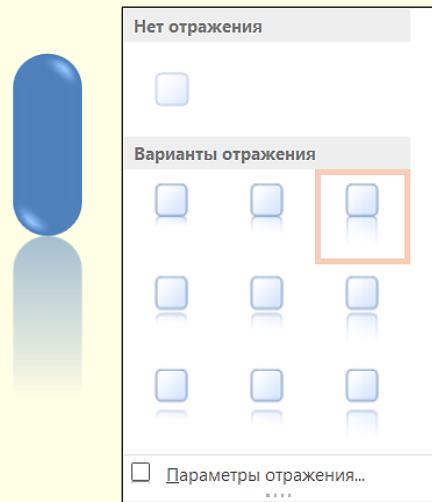 Нет отражения
Варианты отражения
Параметры отражения...